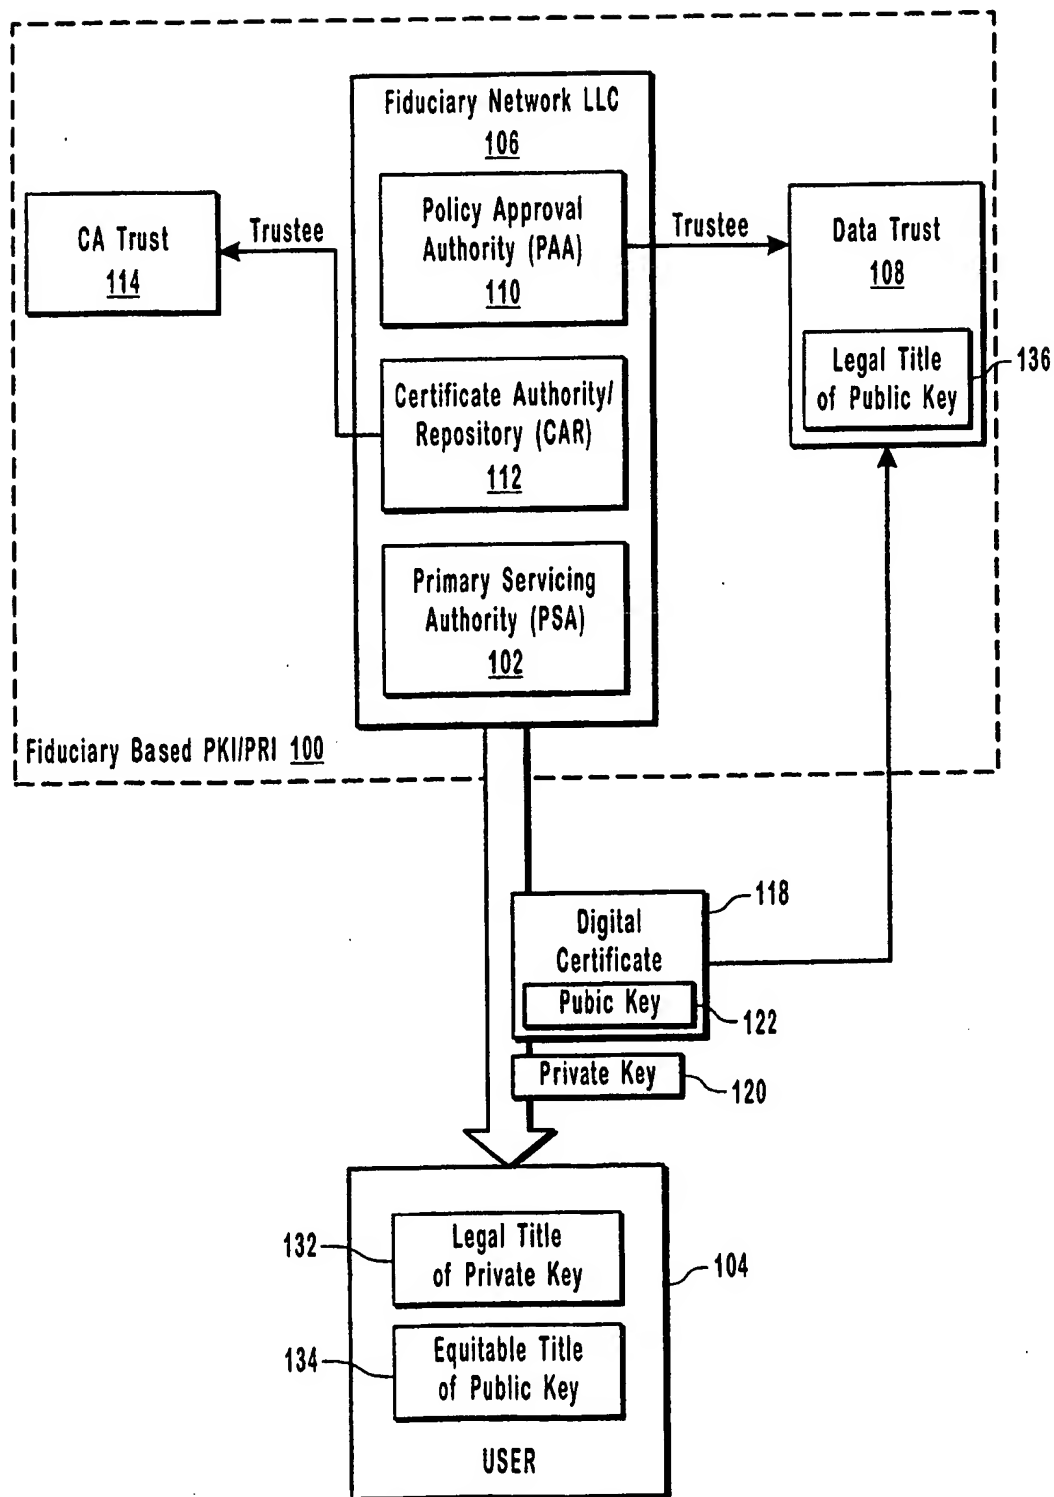 Fiduciary Network LLC
106
Policy Approval
Authority (PAA)
110
CA Trust
114
Trustee
Trustee
Data Trust
108
Legal Title
of Public Key
136
Certificate Authority/
Repository (CAR)
112
Primary Servicing
Authority (PSA)
102
Fiduciary Based PKI/PRI 100
118
Digital
Certificate
Pubic Key
122
Private Key
120
132
Legal Title
of Private Key
104
134
Equitable Title
of Public Key
USER